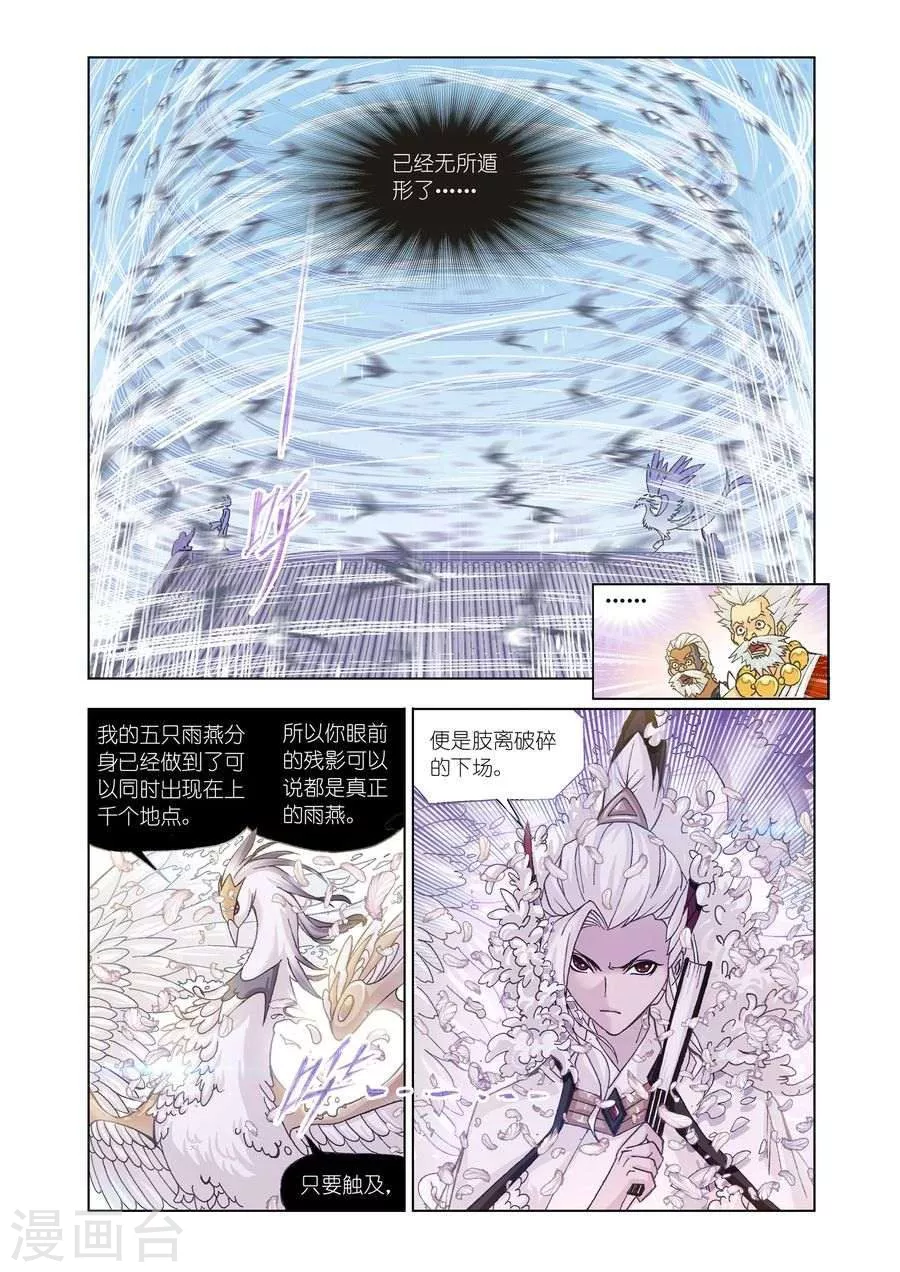 已经无所遁
形了……
哗
……
我的五只雨燕分
身已经做到了可
以同时出现在上
千个地点。
所以你眼前
的残影可以
说都是真正
的雨燕。
哗
只要触及，
便是肢离破碎
的下场。
漫画台